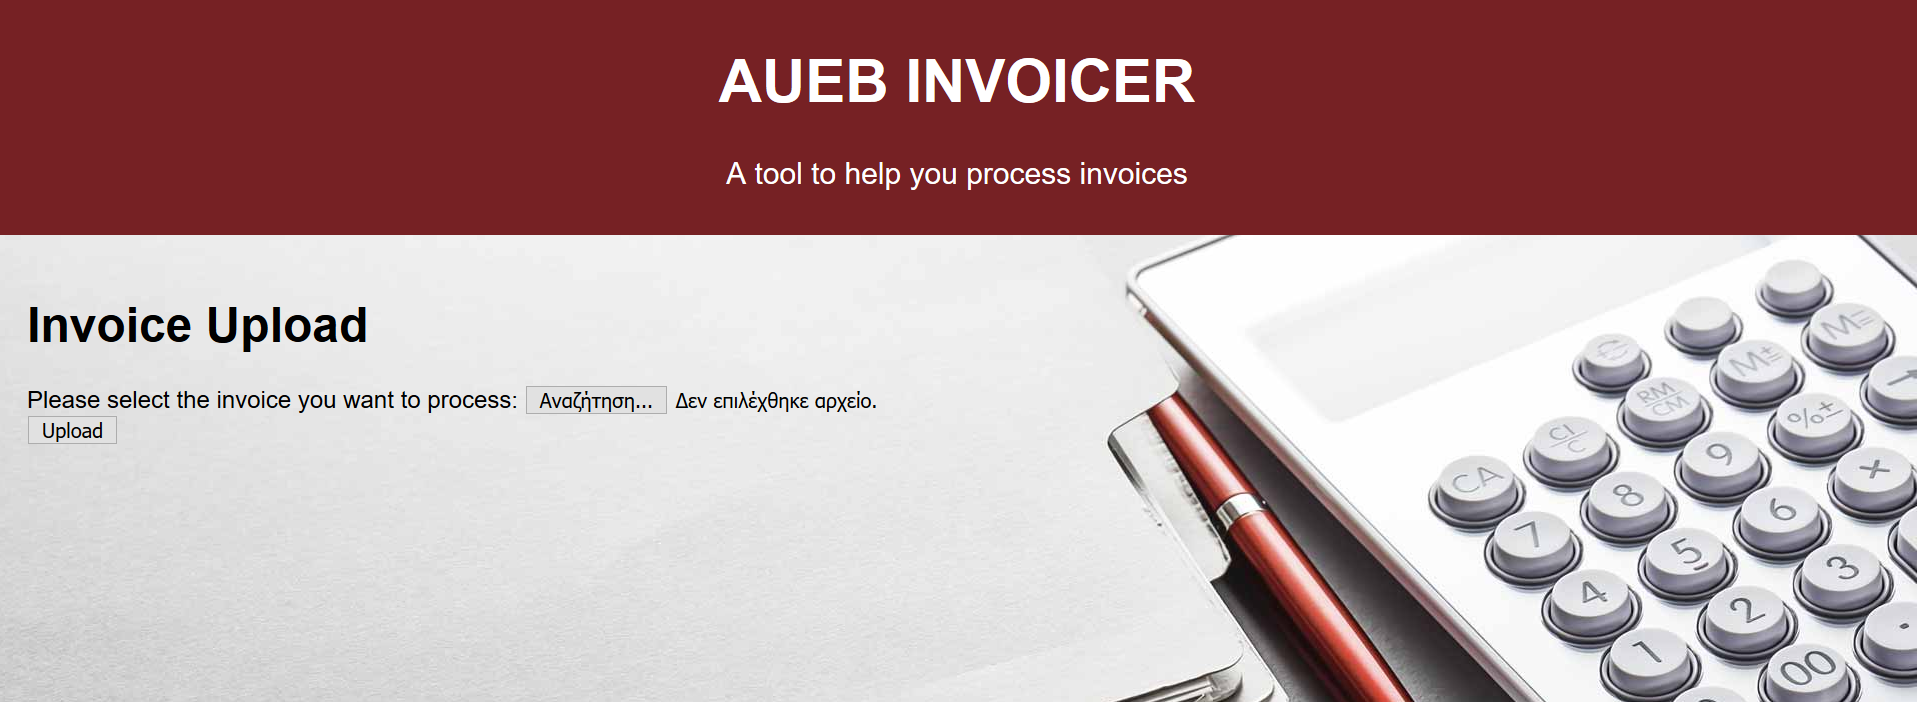 AUEB INVOICER
A tool to help you process invoices
Invoice Upload
Please select the invoice you want to process: Αναζήτηση... Δεν επιλέχθηκε αρχείο.
Upload
M=
M±
RM
CM
%±
CL
C
CA
9
×
8
6
7
5
3
4
2
1
00
.